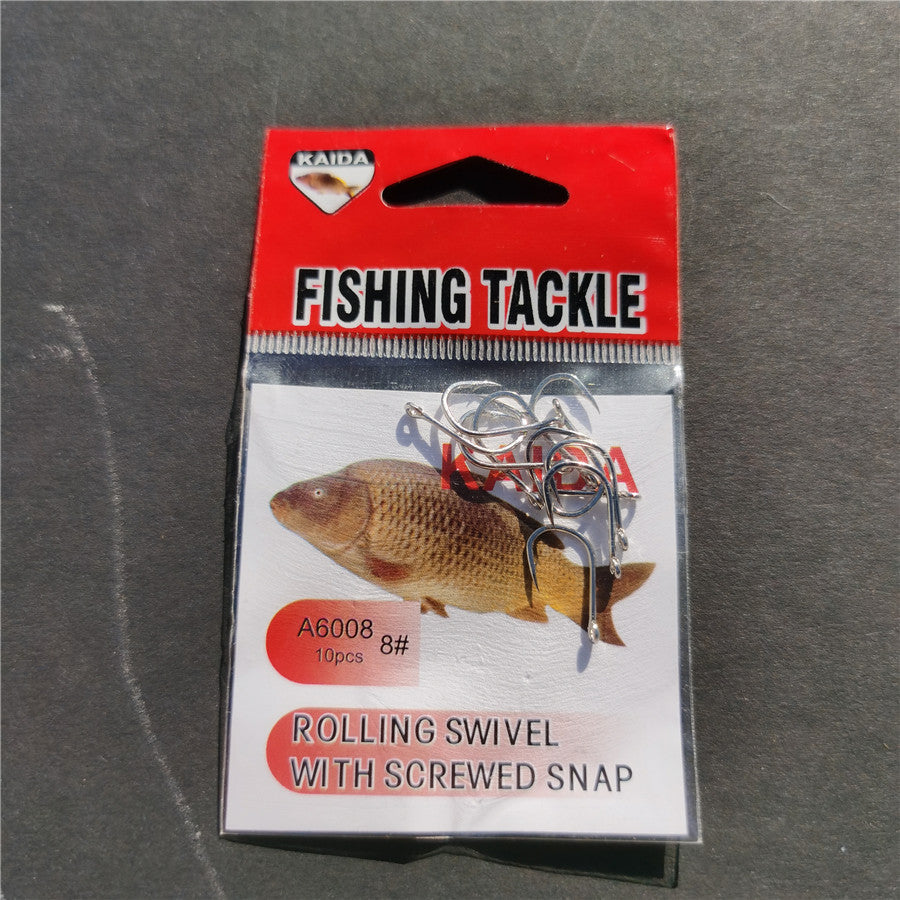 KAIDA
FISHING TACKLE
KAIDA
A6008 8#
10pcs
ROLLING SWIVEL
WITH SCREWED SNAP